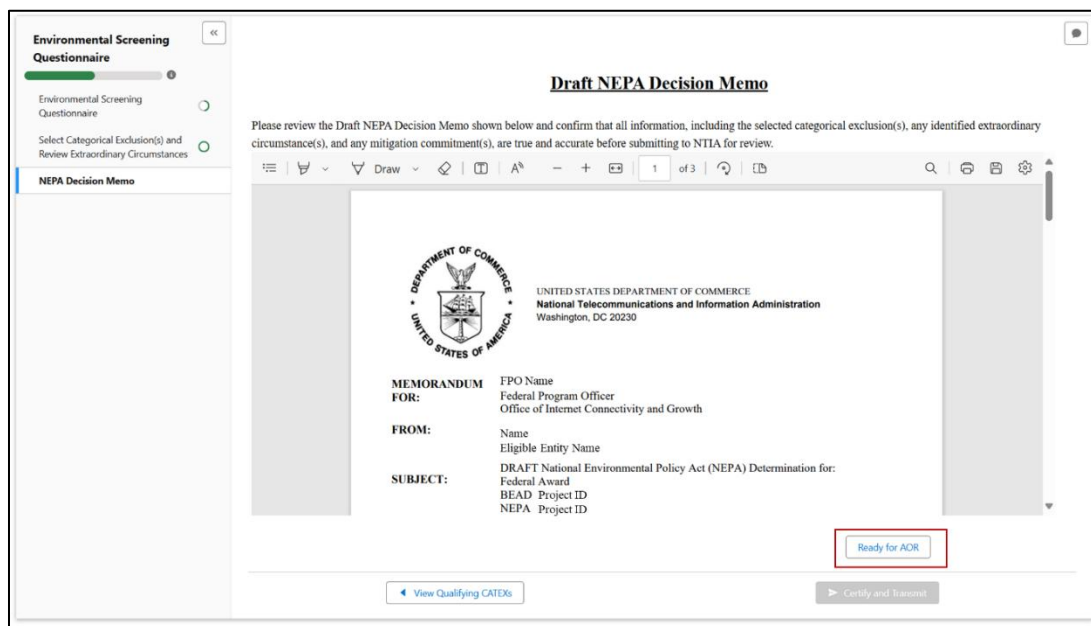 Environmental Screening
Questionnaire
Environmental Screening
Questionnaire
Select Categorical Exclusion(s) and
Review Extraordinary Circumstances
NEPA Decision Memo
Draft NEPA Decision Memo
Please review the Draft NEPA Decision Memo shown below and confirm that all information, including the selected categorical exclusion(s), any identified extraordinary
circumstance(s), and any mitigation commitment(s), are true and accurate before submitting to NTIA for review.
Draw 1 of 3
DEPARTMENT OF COMMERCE
UNITED STATES OF AMERICA
UNITED STATES DEPARTMENT OF COMMERCE
National Telecommunications and Information Administration
Washington, DC 20230
MEMORANDUM FOR: FPO Name
Federal Program Officer
Office of Internet Connectivity and Growth
FROM: Name
Eligible Entity Name
SUBJECT: DRAFT National Environmental Policy Act (NEPA) Determination for:
Federal Award
BEAD Project ID
NEPA Project ID
Ready for AOR
View Qualifying CATEXs
Certify and Transmit